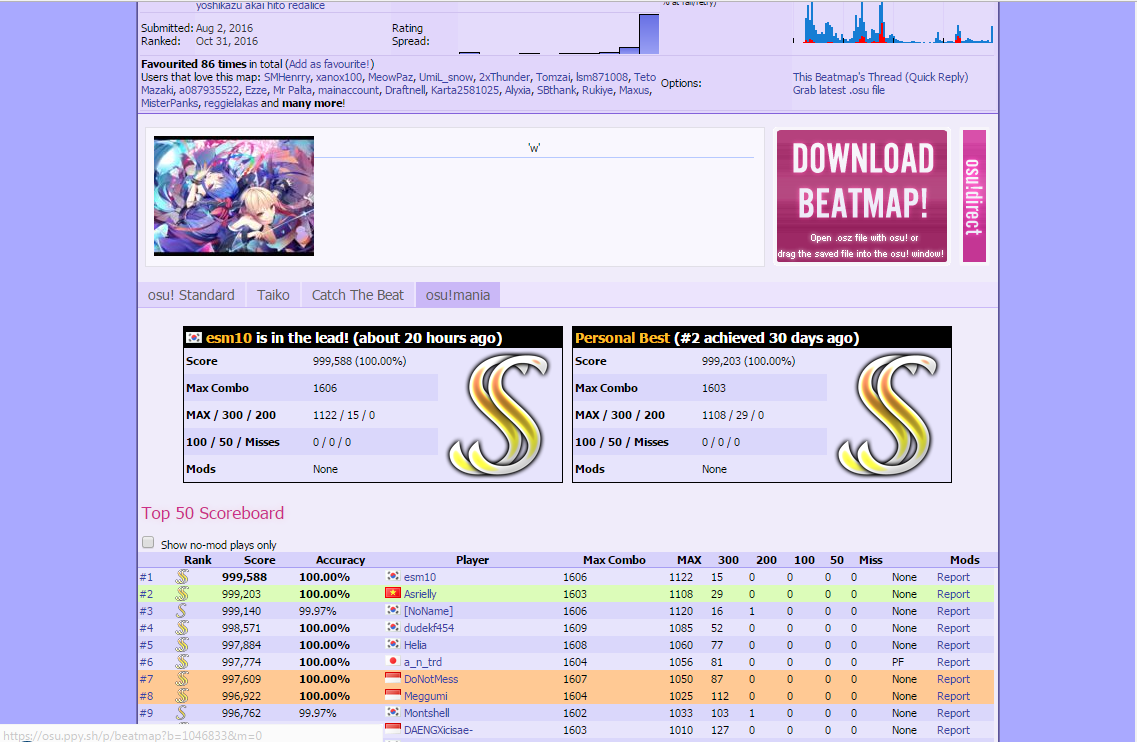 yoshikazu akai hito redalice
% at fail/retry)
Submitted: Aug 2, 2016
Rating
Ranked: Oct 31, 2016
Spread:
Favourited 86 times in total (Add as favourite!)
Users that love this map: SMHenrry, xanox100, MeowPaz, UmiL_snow, 2xThunder, Tomzai, lsm871008, Teto
Mazaki, a087935522, Ezze, Mr Palta, mainaccount, Draftnell, Karta2581025, Alyxia, SBthank, Rukiye, Maxus,
MisterPanks, reggielakas and many more!
Options:
This Beatmap's Thread (Quick Reply)
Grab latest .osu file
'w'
DOWNLOAD
BEATMAP!
Open .osz file with osu! or
drag the saved file into the osu! window!
osu!direct
osu! Standard Taiko Catch The Beat osu!mania
esm10 is in the lead! (about 20 hours ago)
Score 999,588 (100.00%)
Max Combo 1606
MAX / 300 / 200 1122 / 15 / 0
100 / 50 / Misses 0 / 0 / 0
Mods None
Personal Best (#2 achieved 30 days ago)
Score 999,203 (100.00%)
Max Combo 1603
MAX / 300 / 200 1108 / 29 / 0
100 / 50 / Misses 0 / 0 / 0
Mods None
Top 50 Scoreboard
Show no-mod plays only
Rank Score Accuracy Player Max Combo MAX 300 200 100 50 Miss Mods
#1 S 999,588 100.00% esm10 1606 1122 15 0 0 0 0 None Report
#2 S 999,203 100.00% Asrielly 1603 1108 29 0 0 0 0 None Report
#3 S 999,140 99.97% [NoName] 1606 1120 16 1 0 0 0 None Report
#4 S 998,571 100.00% dudekf454 1609 1085 52 0 0 0 0 None Report
#5 S 997,884 100.00% Helia 1608 1060 77 0 0 0 0 None Report
#6 S 997,774 100.00% a_n_trd 1604 1056 81 0 0 0 0 PF Report
#7 S 997,609 100.00% DoNotMess 1607 1050 87 0 0 0 0 None Report
#8 S 996,922 100.00% Meggumi 1604 1025 112 0 0 0 0 None Report
#9 S 996,762 99.97% Montshell 1602 1033 103 1 0 0 0 None Report
DAENGXicisae- 1603 1010 127 0 0 0 0 None Report
https://osu.ppy.sh/p/beatmap?b=1046833&m=0